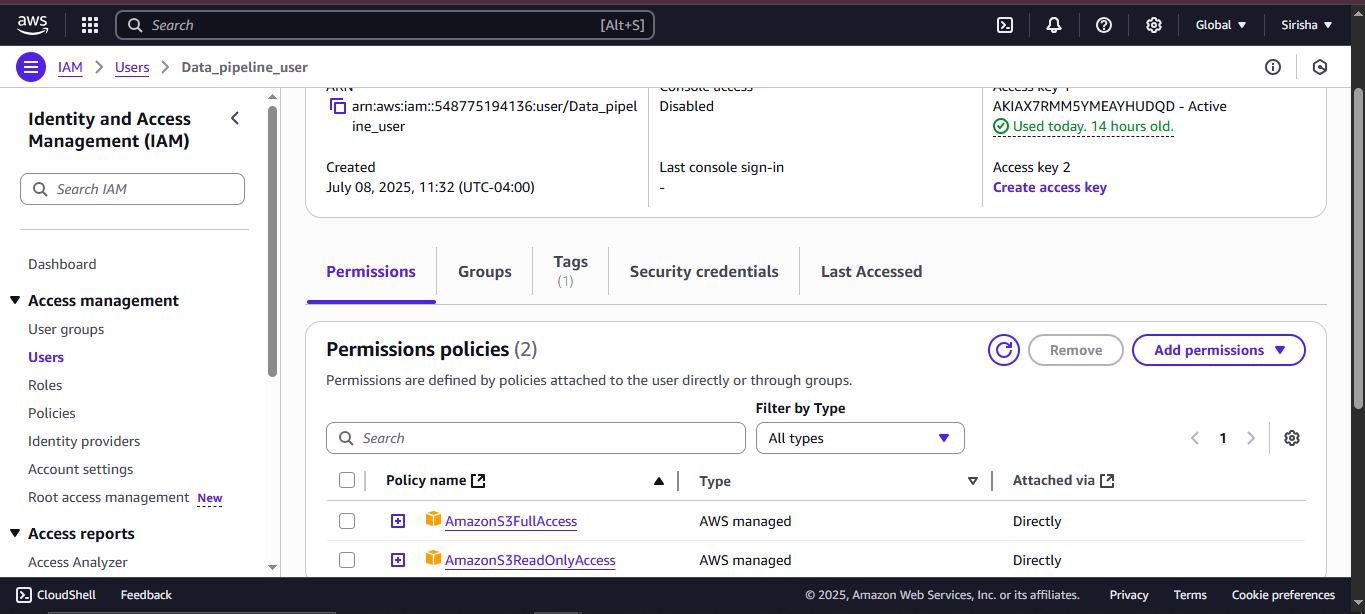 aws
Search [Alt+S]
Global
Sirisha
IAM > Users > Data_pipeline_user
Identity and Access
Management (IAM)
Search IAM
Dashboard
Access management
User groups
Users
Roles
Policies
Identity providers
Account settings
Root access management New
Access reports
Access Analyzer
ARN
arn:aws:iam::548775194136:user/Data_pipel
ine_user
Created
July 08, 2025, 11:32 (UTC-04:00)
Console access
Disabled
Last console sign-in
-
Access key 1
AKIAX7RMM5YMEAYHUDQD - Active
Used today. 14 hours old.
Access key 2
Create access key
Permissions
Groups
Tags
(1)
Security credentials
Last Accessed
Permissions policies (2)
Remove
Add permissions
Permissions are defined by policies attached to the user directly or through groups.
Filter by Type
Search
All types
1
Policy name Type Attached via
AmazonS3FullAccess AWS managed Directly
AmazonS3ReadOnlyAccess AWS managed Directly
CloudShell Feedback © 2025, Amazon Web Services, Inc. or its affiliates. Privacy Terms Cookie preferences